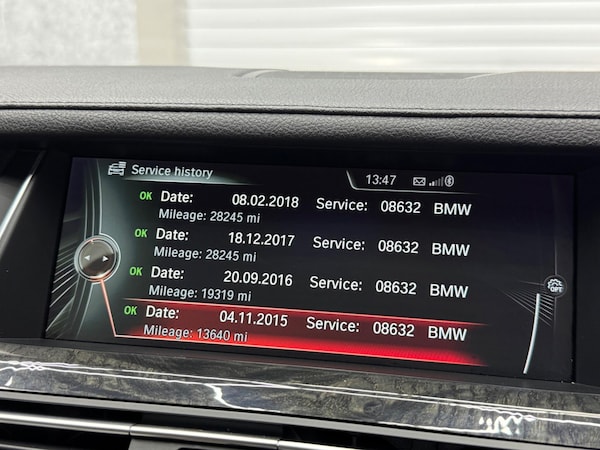 Service history 13:47
OK Date: 08.02.2018 Service: 08632 BMW
Mileage: 28245 mi
OK Date: 18.12.2017 Service: 08632 BMW
Mileage: 28245 mi
OK Date: 20.09.2016 Service: 08632 BMW
Mileage: 19319 mi
OK Date: 04.11.2015 Service: 08632 BMW
Mileage: 13640 mi
OPT